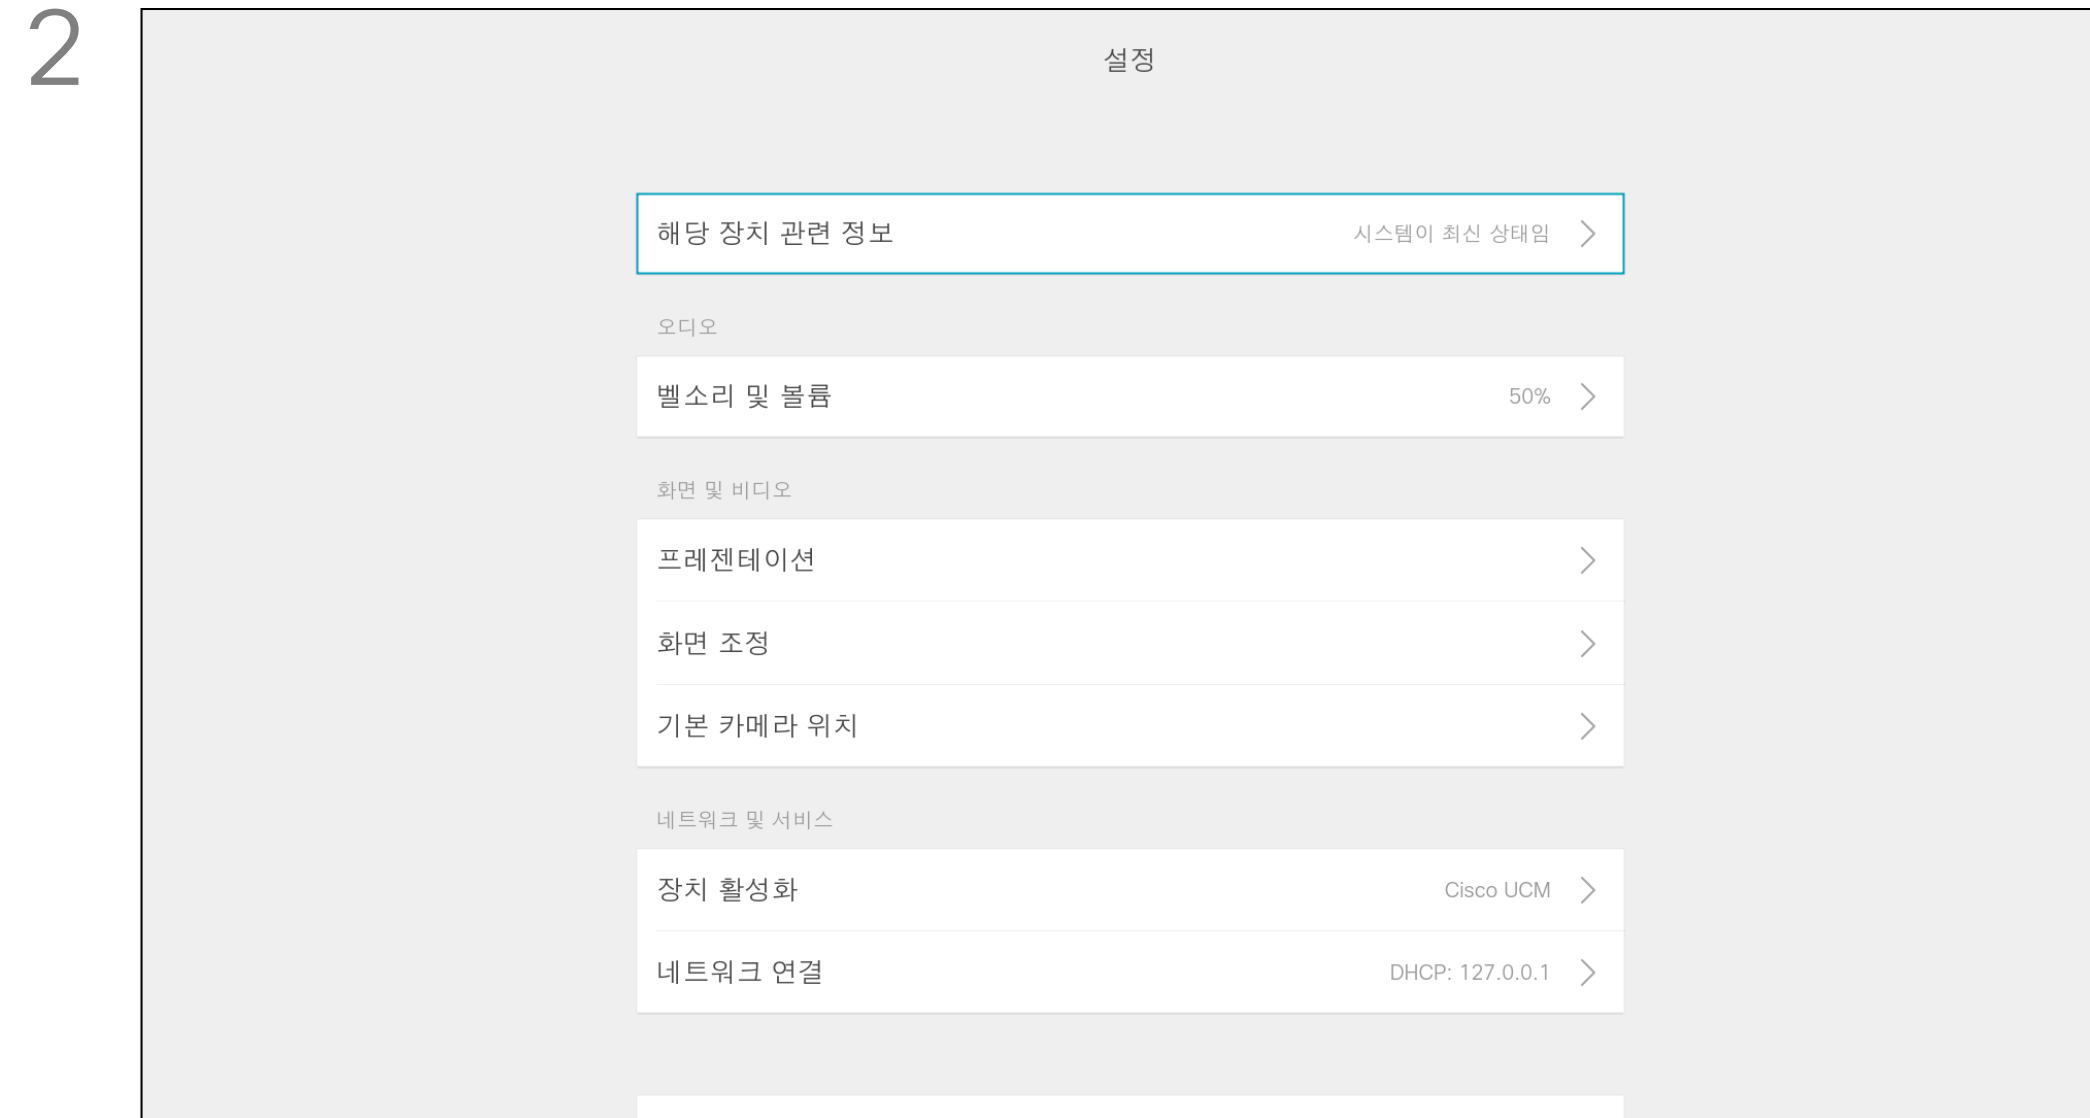 2
설정
해당 장치 관련 정보 시스템이 최신 상태임
오디오
벨소리 및 볼륨 50%
화면 및 비디오
프레젠테이션
화면 조정
기본 카메라 위치
네트워크 및 서비스
장치 활성화 Cisco UCM
네트워크 연결 DHCP: 127.0.0.1